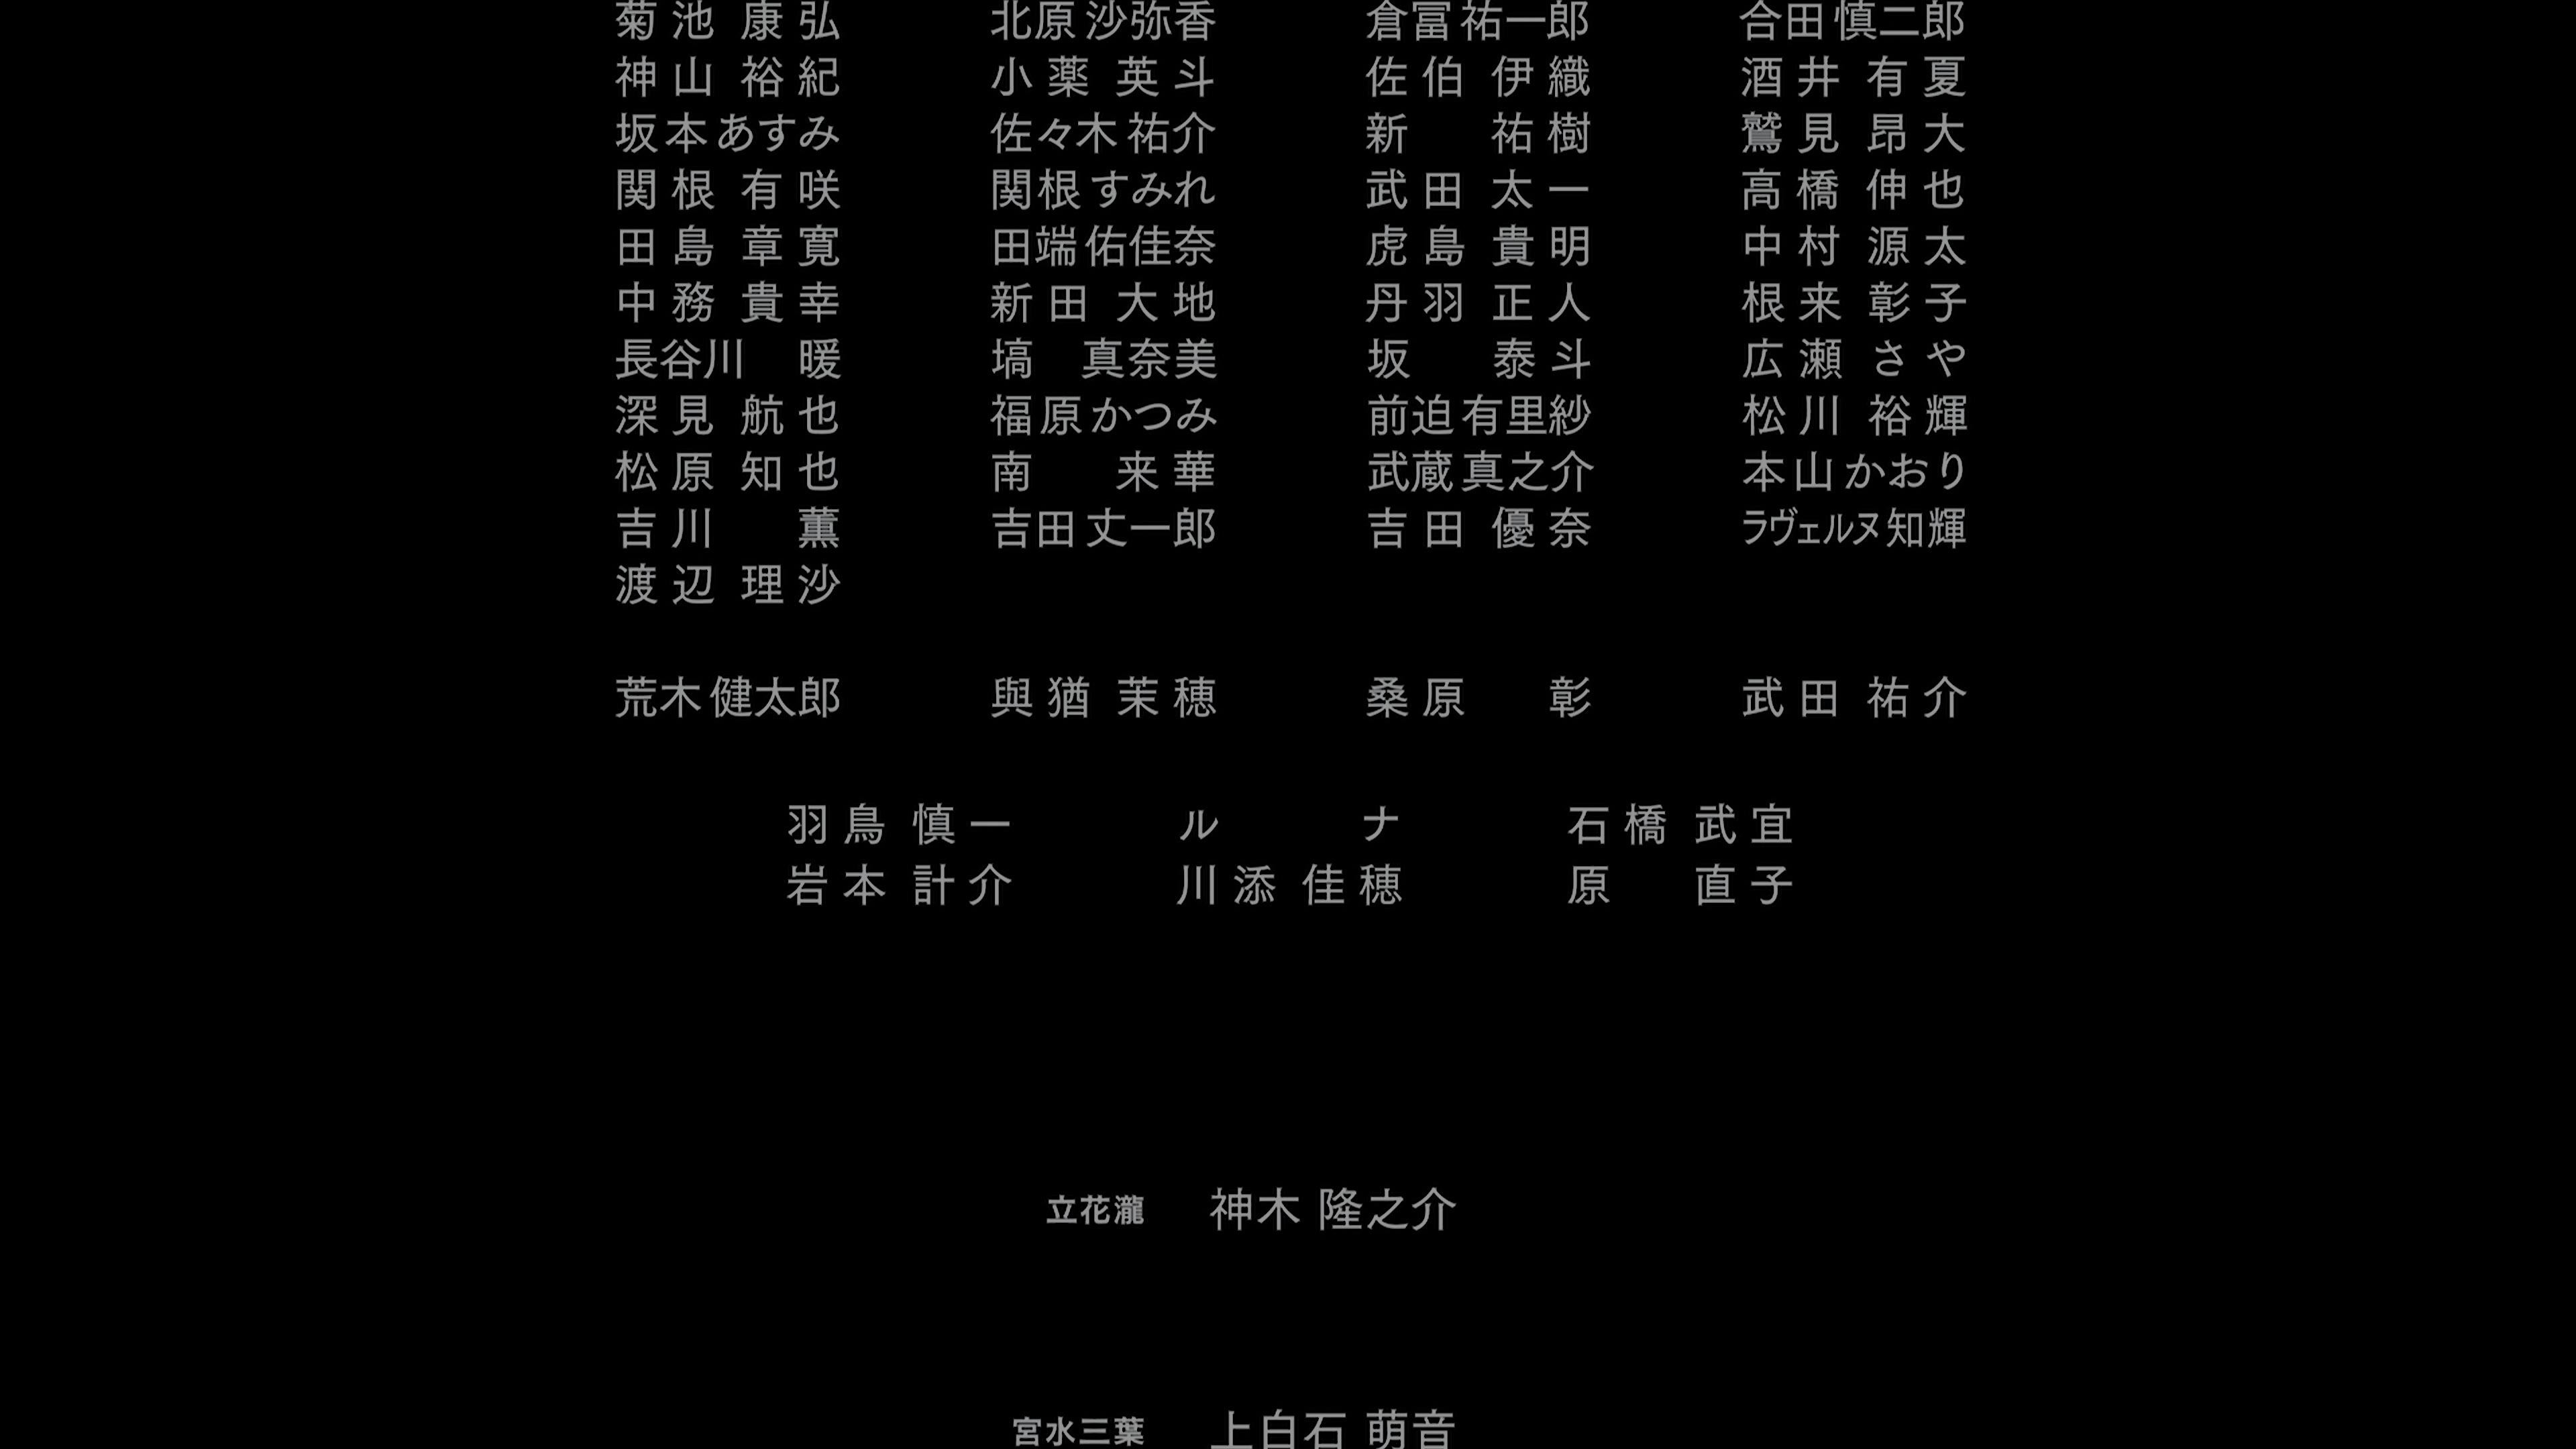 菊池 康弘 北原沙弥香 倉冨祐一郎 合田慎二郎
神山 裕紀 小薬 英斗 佐伯 伊織 酒井 有夏
坂本あすみ 佐々木祐介 新 祐樹 鷲見 昂大
関根 有咲 関根すみれ 武田 太一 高橋 伸也
田島 章寛 田端佑佳奈 虎島 貴明 中村 源太
中務 貴幸 新田 大地 丹羽 正人 根来 彰子
長谷川 暖 塙 真奈美 坂 泰斗 広瀬 さや
深見 航也 福原かつみ 前迫有里紗 松川 裕輝
松原 知也 南 来華 武蔵真之介 本山かおり
吉川 薫 吉田丈一郎 吉田 優奈 ラヴェルヌ知輝
渡辺 理沙
荒木健太郎 與猶 茉穂 桑原 彰 武田 祐介
羽鳥 慎一 ルナ 石橋 武宜
岩本 計介 川添 佳穂 原 直子
立花瀧 神木 隆之介
宮水三葉 上白石 萌音